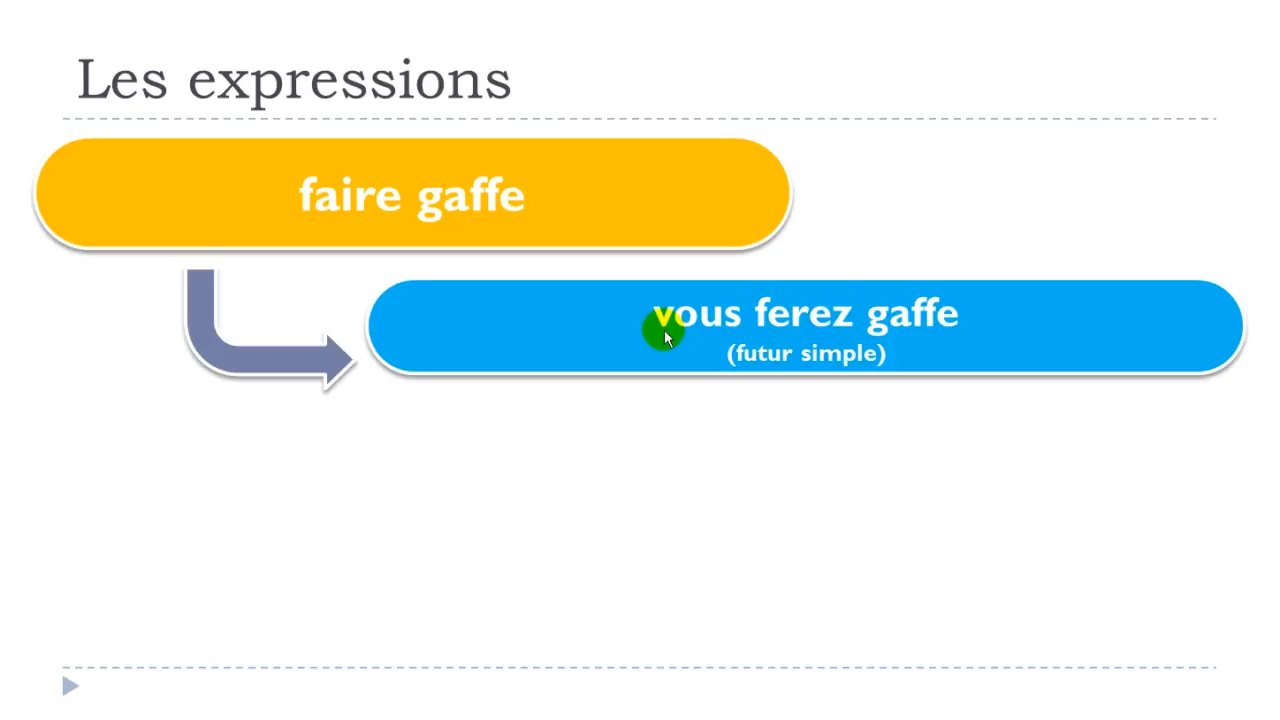 Les expressions
faire gaffe
vous ferez gaffe
(futur simple)